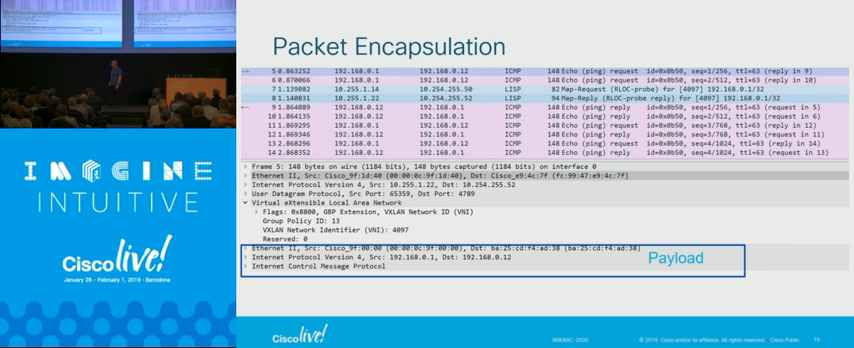 IMAGINE
INTUITIVE
Cisco live!
January 28 - February 1, 2019 - Barcelona
Packet Encapsulation
5 0.863252 192.168.0.1 192.168.0.12 ICMP 148 Echo (ping) request id=0x0b50, seq=1/256, ttl=63 (reply in 9)
6 0.870066 192.168.0.1 192.168.0.12 ICMP 148 Echo (ping) request id=0x0b50, seq=2/512, ttl=63 (reply in 10)
7 1.139082 10.255.1.14 10.254.255.50 LISP 82 Map-Request (RLOC-probe) for [4097] 192.168.0.1/32
8 1.140831 10.255.1.22 10.254.255.52 LISP 94 Map-Reply (RLOC-probe reply) for [4097] 192.168.0.1/32
9 1.864089 192.168.0.12 192.168.0.1 ICMP 148 Echo (ping) reply id=0x0b50, seq=1/256, ttl=63 (request in 5)
10 1.864135 192.168.0.12 192.168.0.1 ICMP 148 Echo (ping) reply id=0x0b50, seq=2/512, ttl=63 (request in 6)
11 1.869295 192.168.0.1 192.168.0.12 ICMP 148 Echo (ping) request id=0x0b50, seq=3/768, ttl=63 (reply in 12)
12 1.869346 192.168.0.12 192.168.0.1 ICMP 148 Echo (ping) reply id=0x0b50, seq=3/768, ttl=63 (request in 11)
13 2.868296 192.168.0.1 192.168.0.12 ICMP 148 Echo (ping) request id=0x0b50, seq=4/1024, ttl=63 (reply in 14)
14 2.868352 192.168.0.12 192.168.0.1 ICMP 148 Echo (ping) reply id=0x0b50, seq=4/1024, ttl=63 (request in 13)
Frame 5: 148 bytes on wire (1184 bits), 148 bytes captured (1184 bits) on interface 0
Ethernet II, Src: Cisco_9f:1d:40 (00:00:0c:9f:1d:40), Dst: Cisco_e9:4c:7f (fc:99:47:e9:4c:7f)
Internet Protocol Version 4, Src: 10.255.1.22, Dst: 10.254.255.52
User Datagram Protocol, Src Port: 65359, Dst Port: 4789
Virtual eXtensible Local Area Network
Flags: 0x8800, GBP Extension, VXLAN Network ID (VNI)
Group Policy ID: 13
VXLAN Network Identifier (VNI): 4097
Reserved: 0
Ethernet II, Src: Cisco_9f:00:00 (00:00:0c:9f:00:00), Dst: ba:25:cd:f4:ad:38 (ba:25:cd:f4:ad:38)
Internet Protocol Version 4, Src: 192.168.0.1, Dst: 192.168.0.12
Payload
Internet Control Message Protocol
Cisco live!
BRKARC-2020
© 2019 Cisco and/or its affiliates. All rights reserved. Cisco Public
15